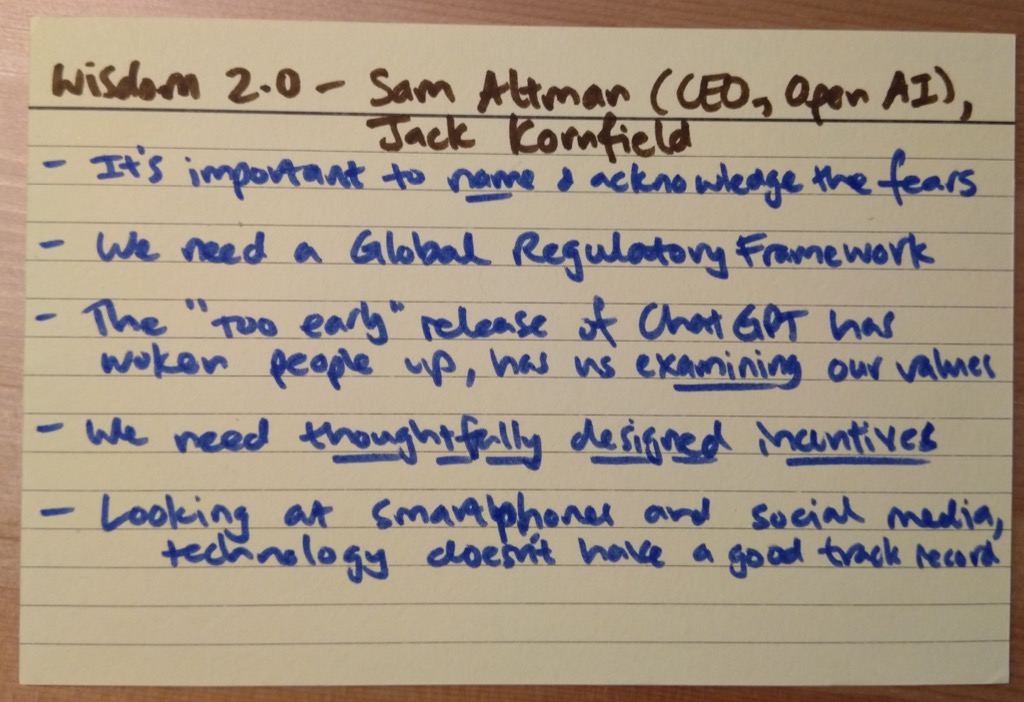 Wisdom 2.0 - Sam Altman (CEO, Open AI),
Jack Kornfield
- It's important to name & acknowledge the fears
- We need a Global Regulatory Framework
- The "too early" release of ChatGPT has
woken people up, has us examining our values
- We need thoughtfully designed incentives
- Looking at smartphones and social media,
technology doesn't have a good track record